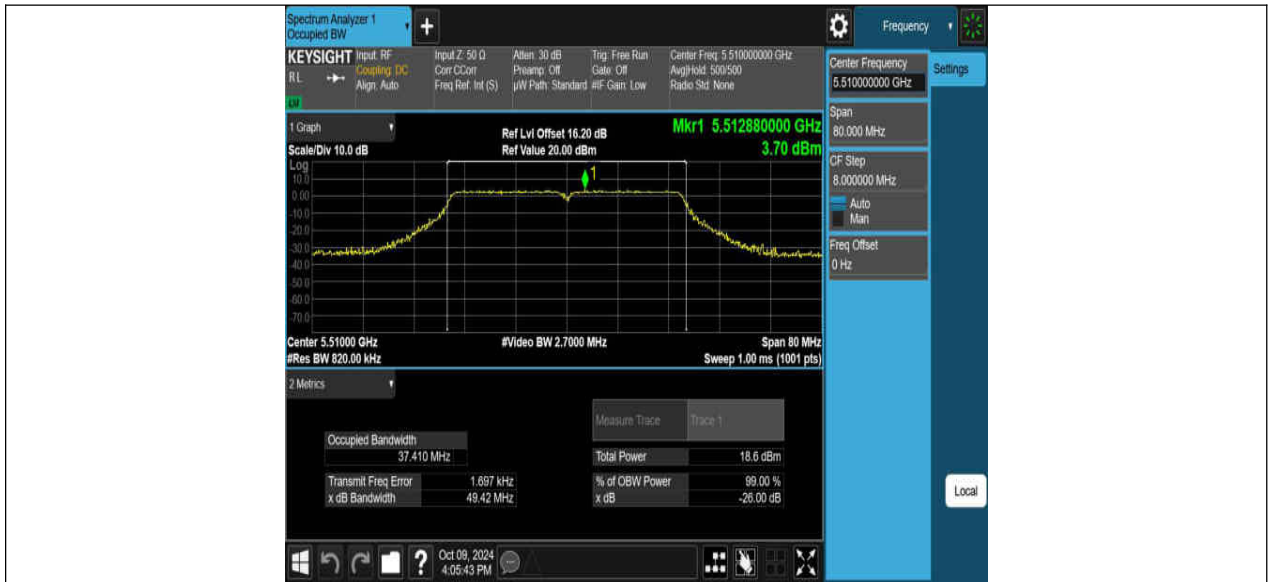 Spectrum Analyzer 1
Occupied BW
+
Frequency
KEYSIGHT
RL
LM
Input: RF
Coupling: DC
Align: Auto
Input Z: 50 Ω
Corr CCorr
Freq Ref: Int (S)
Atten: 30 dB
Preamp: Off
µW Path: Standard
Trig: Free Run
Gate: Off
#IF Gain: Low
Center Freq: 5.510000000 GHz
Avg|Hold: 500/500
Radio Std: None
Center Frequency
5.510000000 GHz
Settings
Span
80.000 MHz
CF Step
8.000000 MHz
Auto
Man
Freq Offset
0 Hz
Local
1 Graph
Scale/Div 10.0 dB
Ref Lvl Offset 16.20 dB
Ref Value 20.00 dBm
Mkr1 5.512880000 GHz
3.70 dBm
Log
10.0
0.00
-10.0
-20.0
-30.0
-40.0
-50.0
-60.0
-70.0
1
Center 5.51000 GHz
#Video BW 2.7000 MHz
Span 80 MHz
#Res BW 820.00 kHz
Sweep 1.00 ms (1001 pts)
2 Metrics
Measure Trace
Trace 1
Occupied Bandwidth
37.410 MHz
Total Power
18.6 dBm
Transmit Freq Error
1.697 kHz
% of OBW Power
99.00 %
x dB Bandwidth
49.42 MHz
x dB
-26.00 dB
?
Oct 09, 2024
4:05:43 PM